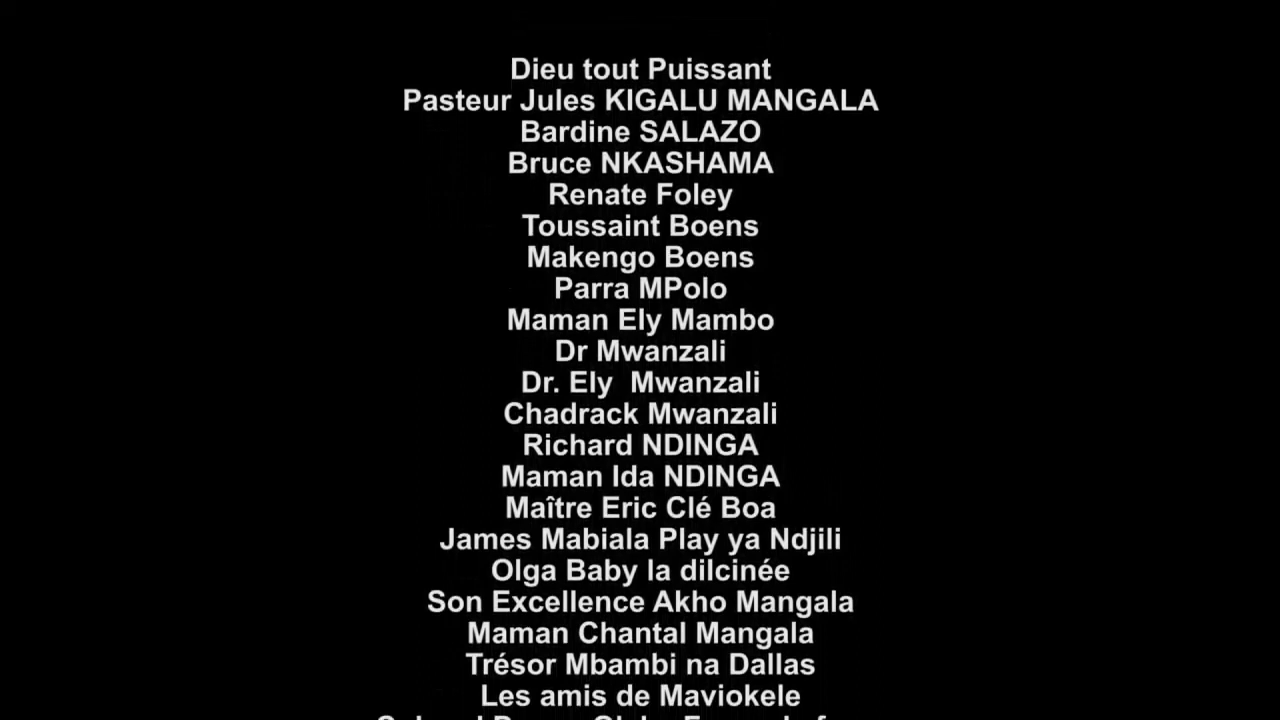 Dieu tout Puissant
Pasteur Jules KIGALU MANGALA
Bardine SALAZO
Bruce NKASHAMA
Renate Foley
Toussaint Boens
Makengo Boens
Parra MPolo
Maman Ely Mambo
Dr Mwanzali
Dr. Ely  Mwanzali
Chadrack Mwanzali
Richard NDINGA
Maman Ida NDINGA
Maître Eric Clé Boa
James Mabiala Play ya Ndjili
Olga Baby la dilcinée
Son Excellence Akho Mangala
Maman Chantal Mangala
Trésor Mbambi na Dallas
Les amis de Maviokele